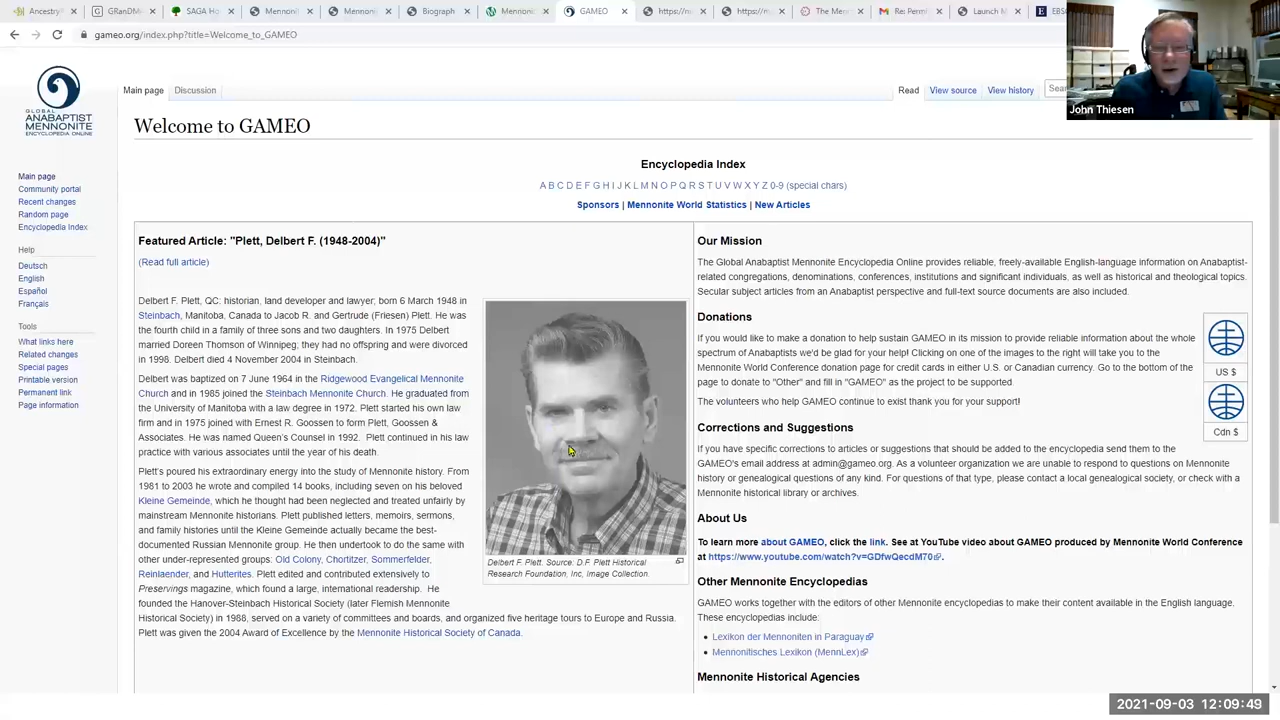 Ancestry
GRanDM
SAGA Ho
Mennonit
Mennonit
Biograph
Mennonit
GAMEO
The Men
Launch M
gameo.org/index.php?title=Welcome_to_GAMEO
John Thiesen
GLOBAL
ANABAPTIST
MENNONITE
ENCYCLOPEDIA ONLINE
Main page
Discussion
Read
View source
View history
Welcome to GAMEO
Main page
Community portal
Recent changes
Random page
Encyclopedia Index
Help
Deutsch
English
Español
Français
Tools
What links here
Related changes
Special pages
Printable version
Permanent link
Page information
Encyclopedia Index
A B C D E F G H I J K L M N O P Q R S T U V W X Y Z 0-9 (special chars)
Sponsors | Mennonite World Statistics | New Articles
Featured Article: "Plett, Delbert F. (1948-2004)"
(Read full article)
Delbert F. Plett, QC: historian, land developer and lawyer; born 6 March 1948 in
Steinbach, Manitoba, Canada to Jacob R. and Gertrude (Friesen) Plett. He was
the fourth child in a family of three sons and two daughters. In 1975 Delbert
married Doreen Thomson of Winnipeg; they had no offspring and were divorced
in 1998. Delbert died 4 November 2004 in Steinbach.
Delbert was baptized on 7 June 1964 in the Ridgewood Evangelical Mennonite
Church and in 1985 joined the Steinbach Mennonite Church. He graduated from
the University of Manitoba with a law degree in 1972. Plett started his own law
firm and in 1975 joined with Ernest R. Goossen to form Plett, Goossen &
Associates. He was named Queen's Counsel in 1992. Plett continued in his law
practice with various associates until the year of his death.
Plett's poured his extraordinary energy into the study of Mennonite history. From
1981 to 2003 he wrote and compiled 14 books, including seven on his beloved
Kleine Gemeinde, which he thought had been neglected and treated unfairly by
mainstream Mennonite historians. Plett published letters, memoirs, sermons,
and family histories until the Kleine Gemeinde actually became the best-
documented Russian Mennonite group. He then undertook to do the same with
other under-represented groups: Old Colony, Chortitzer, Sommerfelder,
Reinlaender, and Hutterites. Plett edited and contributed extensively to
Preservings magazine, which found a large, international readership. He
founded the Hanover-Steinbach Historical Society (later Flemish Mennonite
Historical Society) in 1988, served on a variety of committees and boards, and organized five heritage tours to Europe and Russia.
Plett was given the 2004 Award of Excellence by the Mennonite Historical Society of Canada.
Delbert F. Plett. Source: D.F Plett Historical
Research Foundation, Inc, Image Collection.
Our Mission
The Global Anabaptist Mennonite Encyclopedia Online provides reliable, freely-available English-language information on Anabaptist-
related congregations, denominations, conferences, institutions and significant individuals, as well as historical and theological topics.
Secular subject articles from an Anabaptist perspective and full-text source documents are also included.
Donations
If you would like to make a donation to help sustain GAMEO in its mission to provide reliable information about the whole
spectrum of Anabaptists we'd be glad for your help! Clicking on one of the images to the right will take you to the
Mennonite World Conference donation page for credit cards in either U.S. or Canadian currency. Go to the bottom of the
page to donate to "Other" and fill in "GAMEO" as the project to be supported
The volunteers who help GAMEO continue to exist thank you for your support!
US $
Cdn $
Corrections and Suggestions
If you have specific corrections to articles or suggestions that should be added to the encyclopedia send them to the
GAMEO's email address at admin@gameo.org. As a volunteer organization we are unable to respond to questions on Mennonite
history or genealogical questions of any kind. For questions of that type, please contact a local genealogical society, or check with a
Mennonite historical library or archives.
About Us
To learn more about GAMEO, click the link. See at YouTube video about GAMEO produced by Mennonite World Conference
at https://www.youtube.com/watch?v=GDfwQecdM70.
Other Mennonite Encyclopedias
GAMEO works together with the editors of other Mennonite encyclopedias to make their content available in the English language.
These encyclopedias include:
Lexikon der Mennoniten in Paraguay
Mennonitisches Lexikon (MennLex)
Mennonite Historical Agencies
2021-09-03 12:09:49